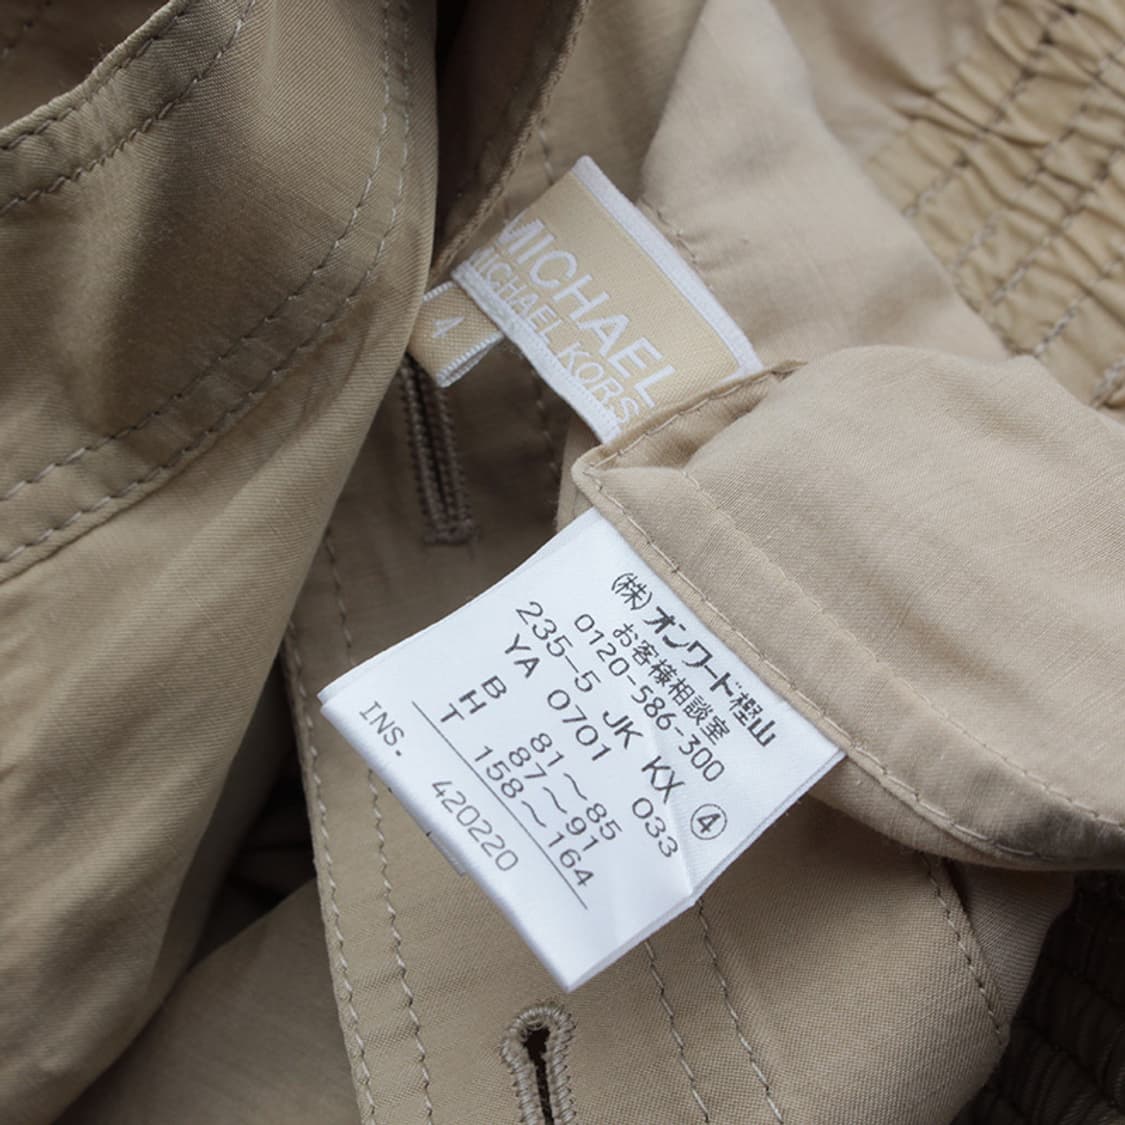 MICHAEL
MICHAEL KORS
4
(株)オンワード樫山
お客様相談室
0120-586-300
235-5 JK KX ④
YA 0701 033
B 81~85
H 87~91
T 158~164
INS. 420220